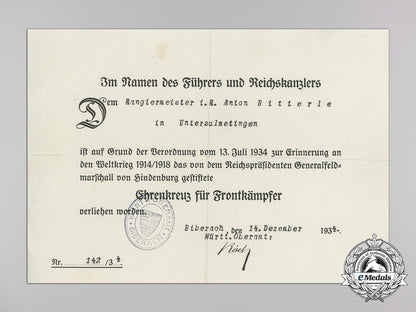 Im Namen des Führers und Reichskanzlers
Dem Rangiermeister i.R. Anton Bitterle
in Untersulmetingen
ist auf Grund der Verordnung vom 13. Juli 1934 zur Erinnerung an
den Weltkrieg 1914/1918 das von dem Reichspräsidenten Generalfeld-
marschall von Hindenburg gestiftete
Ehrenkreuz für Frontkämpfer
verliehen worden.
Biberach, den 14. Dezember 1934.
Württ.Oberamt:
Nr. 142 /34
BIBERACH
eMedals